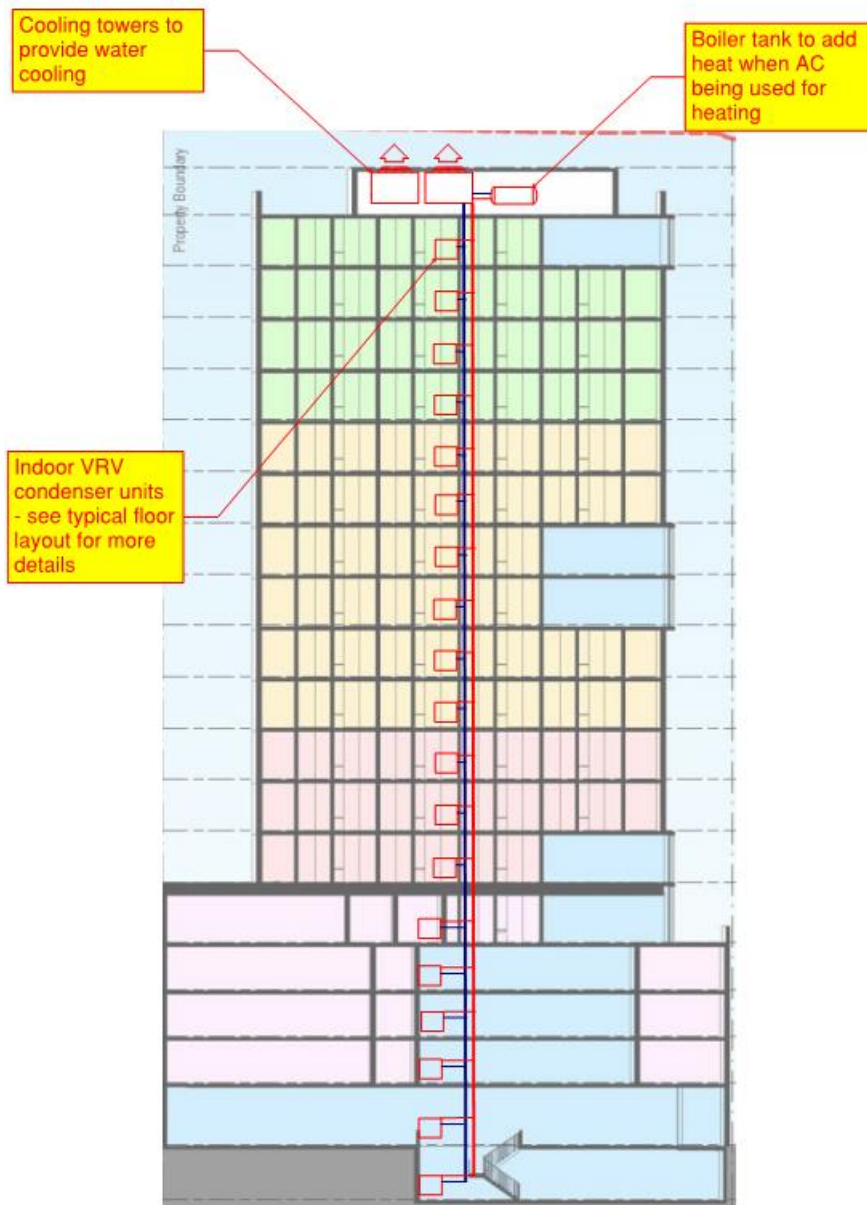 Cooling towers to
provide water
cooling
Boiler tank to add
heat when AC
being used for
heating
Property Boundary
Indoor VRV
condenser units
- see typical floor
layout for more
details